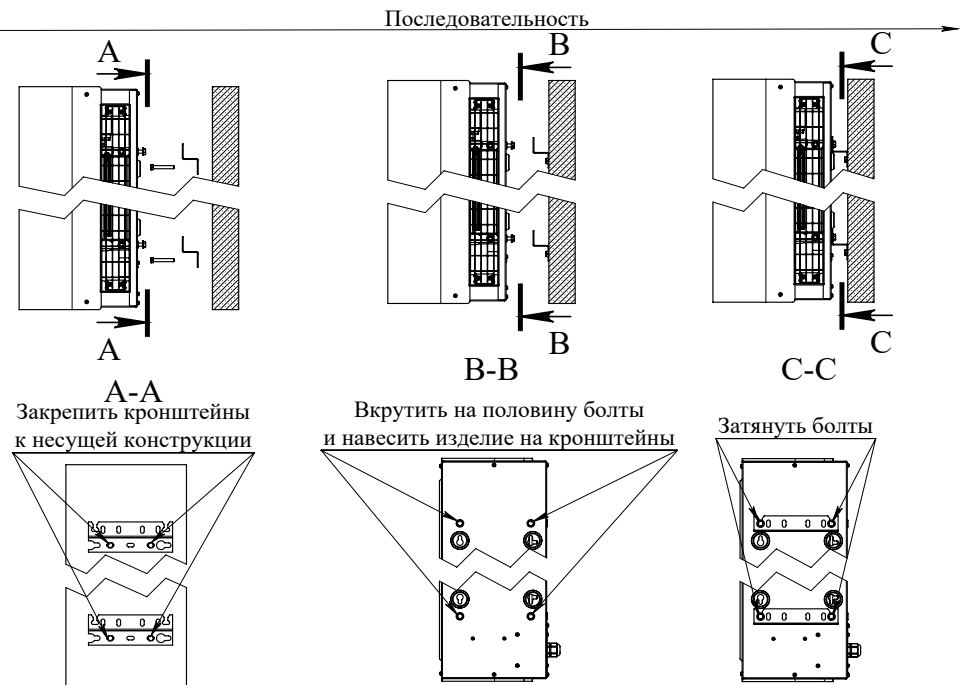 Последовательность
A
B
C
A
B
C
A-A
B-B
C-C
Закрепить кронштейны
к несущей конструкции
Вкрутить на половину болты
и навесить изделие на кронштейны
Затянуть болты